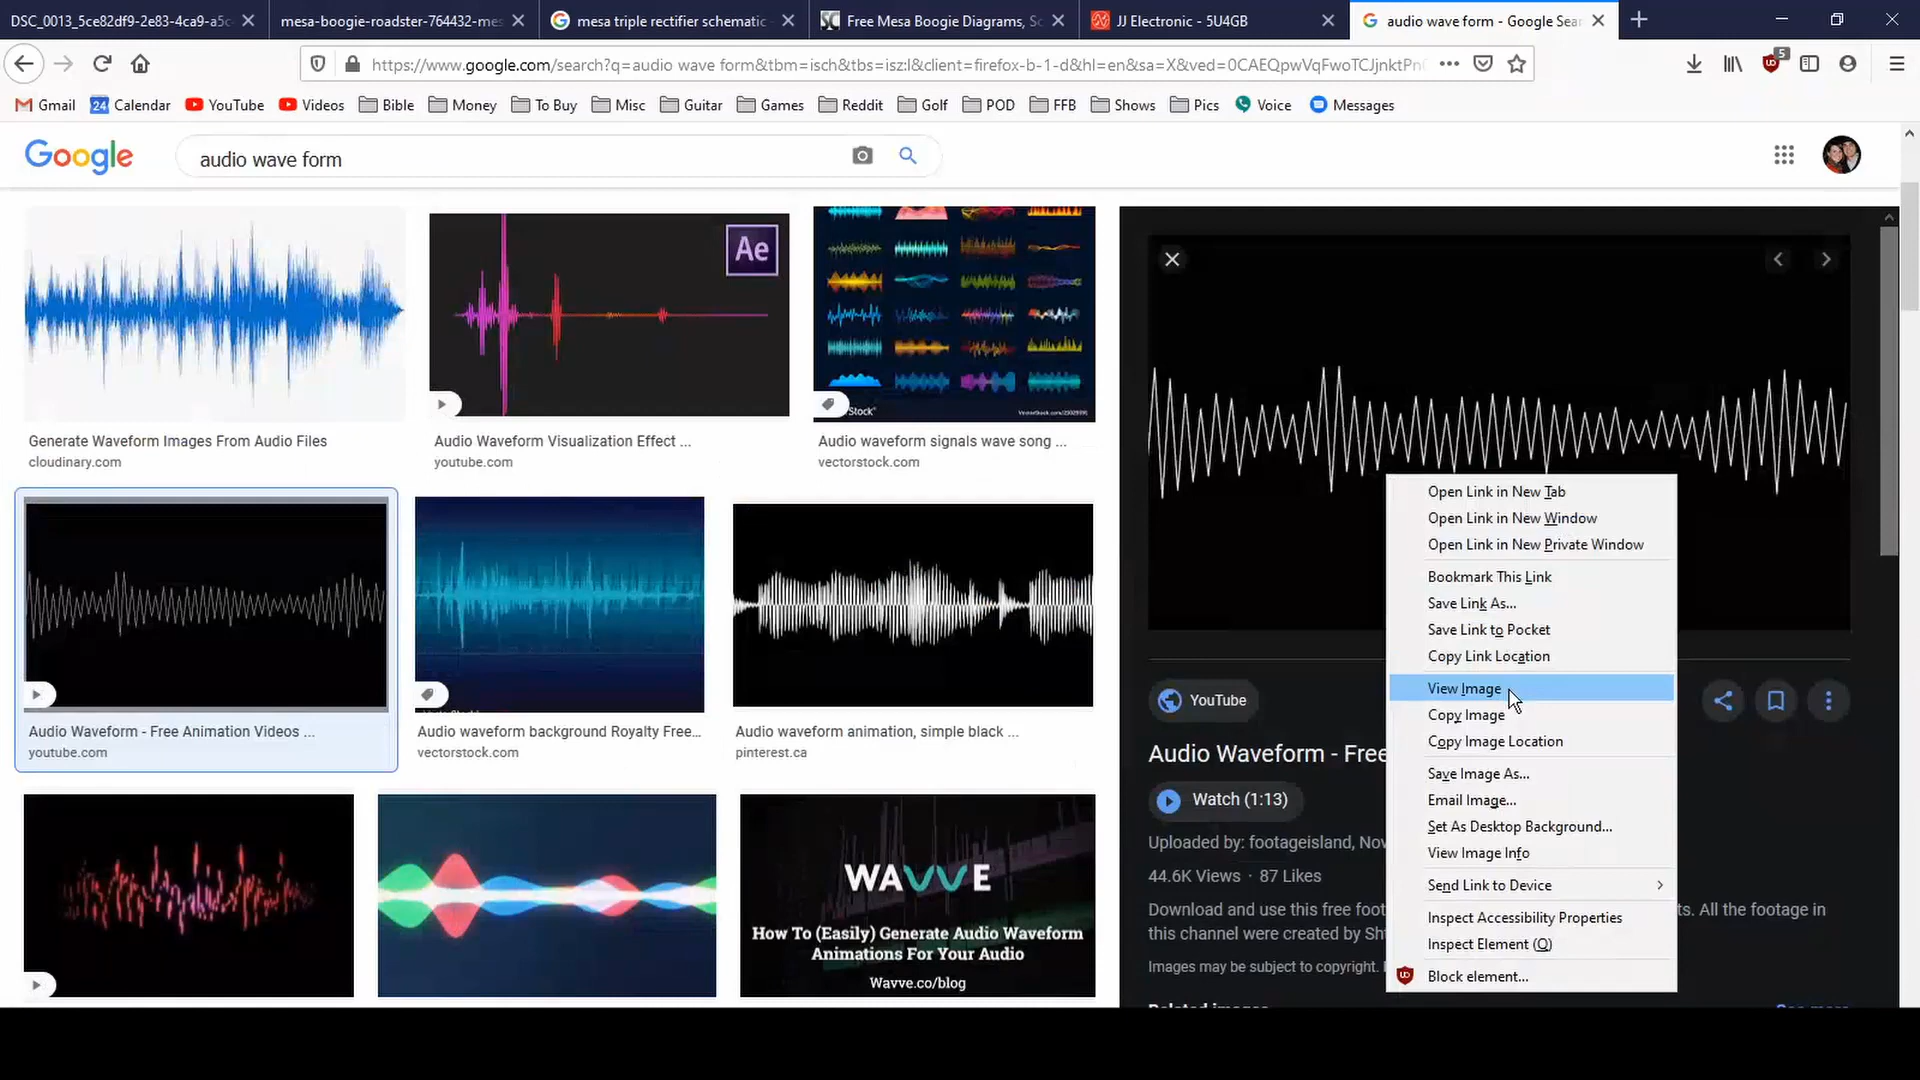 DSC_0013_5ce82df9-2e83-4ca9-a5c
mesa-boogie-roadster-764432-mes
mesa triple rectifier schematic
Free Mesa Boogie Diagrams, Sc
JJ Electronic - 5U4GB
audio wave form - Google Sear
https://www.google.com/search?q=audio wave form&tbm=isch&tbs=isz:l&client=firefox-b-1-d&hl=en&sa=X&ved=0CAEQpwVqFwoTCJjnktPn
5
Gmail
24 Calendar
YouTube
Videos
Bible
Money
To Buy
Misc
Guitar
Games
Reddit
Golf
POD
FFB
Shows
Pics
Voice
Messages
Google
audio wave form
Ae
Stock
Generate Waveform Images From Audio Files
cloudinary.com
Audio Waveform Visualization Effect ...
youtube.com
Audio waveform signals wave song ...
vectorstock.com
Audio Waveform - Free Animation Videos ...
youtube.com
Audio waveform background Royalty Free...
vectorstock.com
Audio waveform animation, simple black ...
pinterest.ca
WAVVE
How To (Easily) Generate Audio Waveform
Animations For Your Audio
Wavve.co/blog
YouTube
Audio Waveform - Free
Watch (1:13)
Uploaded by: footageisland, Nov
44.6K Views · 87 Likes
Download and use this free foot
ts. All the footage in
this channel were created by Sh
Images may be subject to copyright.
Related images
See more
Open Link in New Tab
Open Link in New Window
Open Link in New Private Window
Bookmark This Link
Save Link As...
Save Link to Pocket
Copy Link Location
View Image
Copy Image
Copy Image Location
Save Image As...
Email Image...
Set As Desktop Background...
View Image Info
Send Link to Device
Inspect Accessibility Properties
Inspect Element (Q)
Block element...